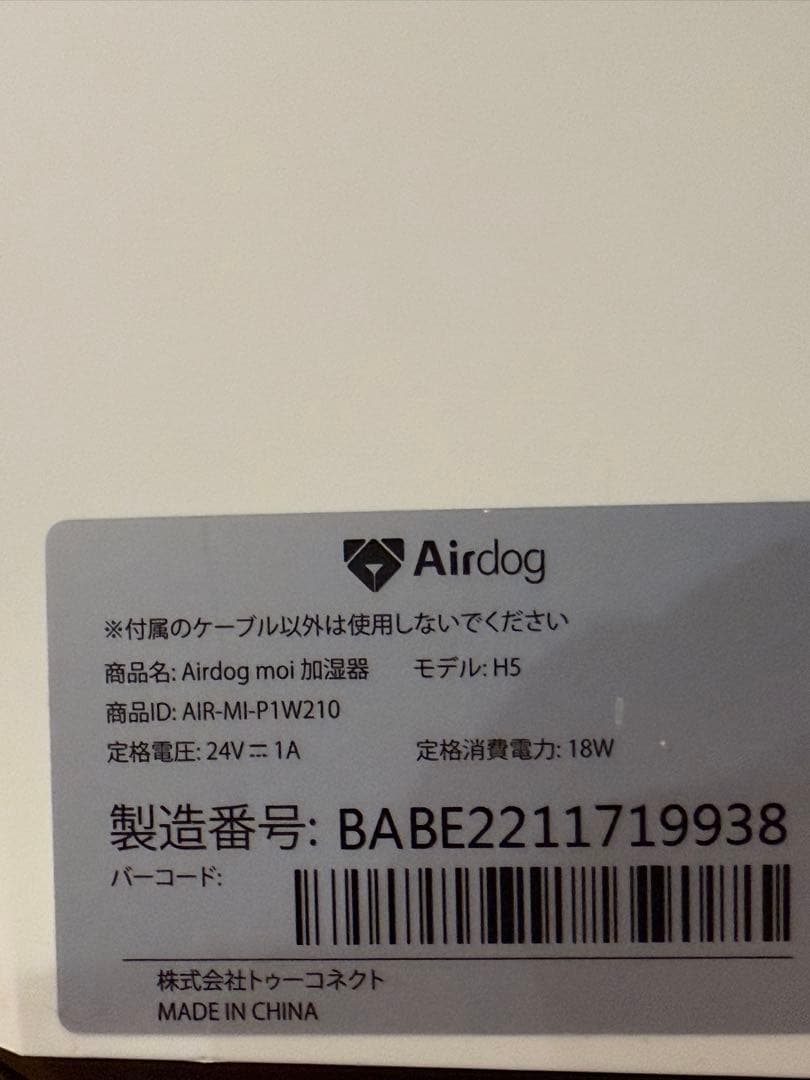 Airdog
※付属のケーブル以外は使用しないでください
商品名: Airdog moi 加湿器 モデル: H5
商品ID: AIR-MI-P1W210
定格電圧: 24V⎓1A 定格消費電力: 18W
製造番号: BABE2211719938
バーコード:
株式会社トゥーコネクト
MADE IN CHINA